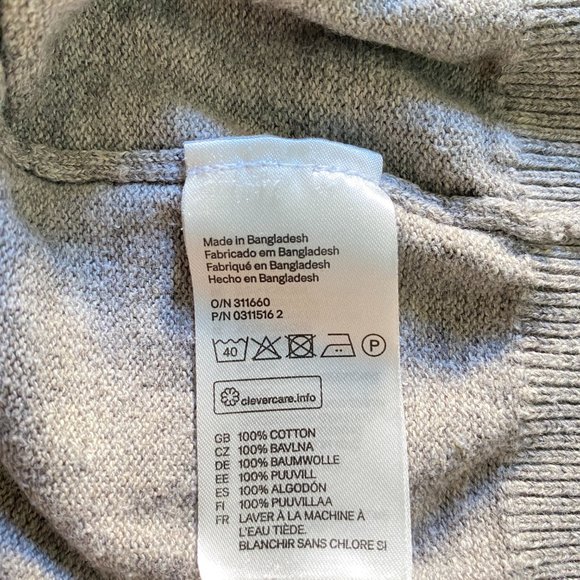 Made in Bangladesh
Fabricado em Bangladesh
Fabriqué en Bangladesh
Hecho en Bangladesh
O/N 311660
P/N 0311516 2
40 P
clevercare.info
GB 100% COTTON
CZ 100% BAVLNA
DE 100% BAUMWOLLE
EE 100% PUUVILL
ES 100% ALGODÓN
FI 100% PUUVILLAA
FR LAVER À LA MACHINE À
L'EAU TIÈDE.
BLANCHIR SANS CHLORE SI